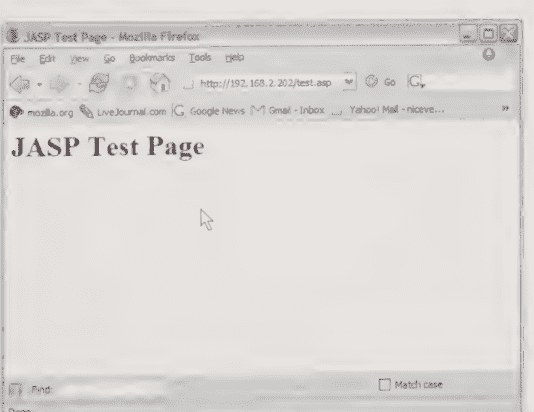 JASP Test Page - Mozilla Firefox
File Edit View Go Bookmarks Tools Help
http://192.168.2.202/test.asp Go G
mozilla.org LiveJournal.com Google News Gmail - Inbox Yahoo! Mail - niceve... »
JASP Test Page
Find: Match case
Done